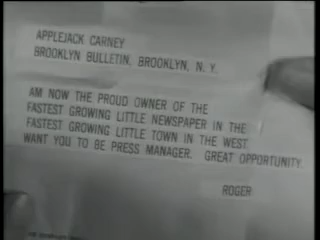 APPLEJACK CARNEY
BROOKLYN BULLETIN, BROOKLYN, N. Y.
AM NOW THE PROUD OWNER OF THE
FASTEST GROWING LITTLE NEWSPAPER IN THE
FASTEST GROWING LITTLE TOWN IN THE WEST.
WANT YOU TO BE PRESS MANAGER. GREAT OPPORTUNITY.
ROGER